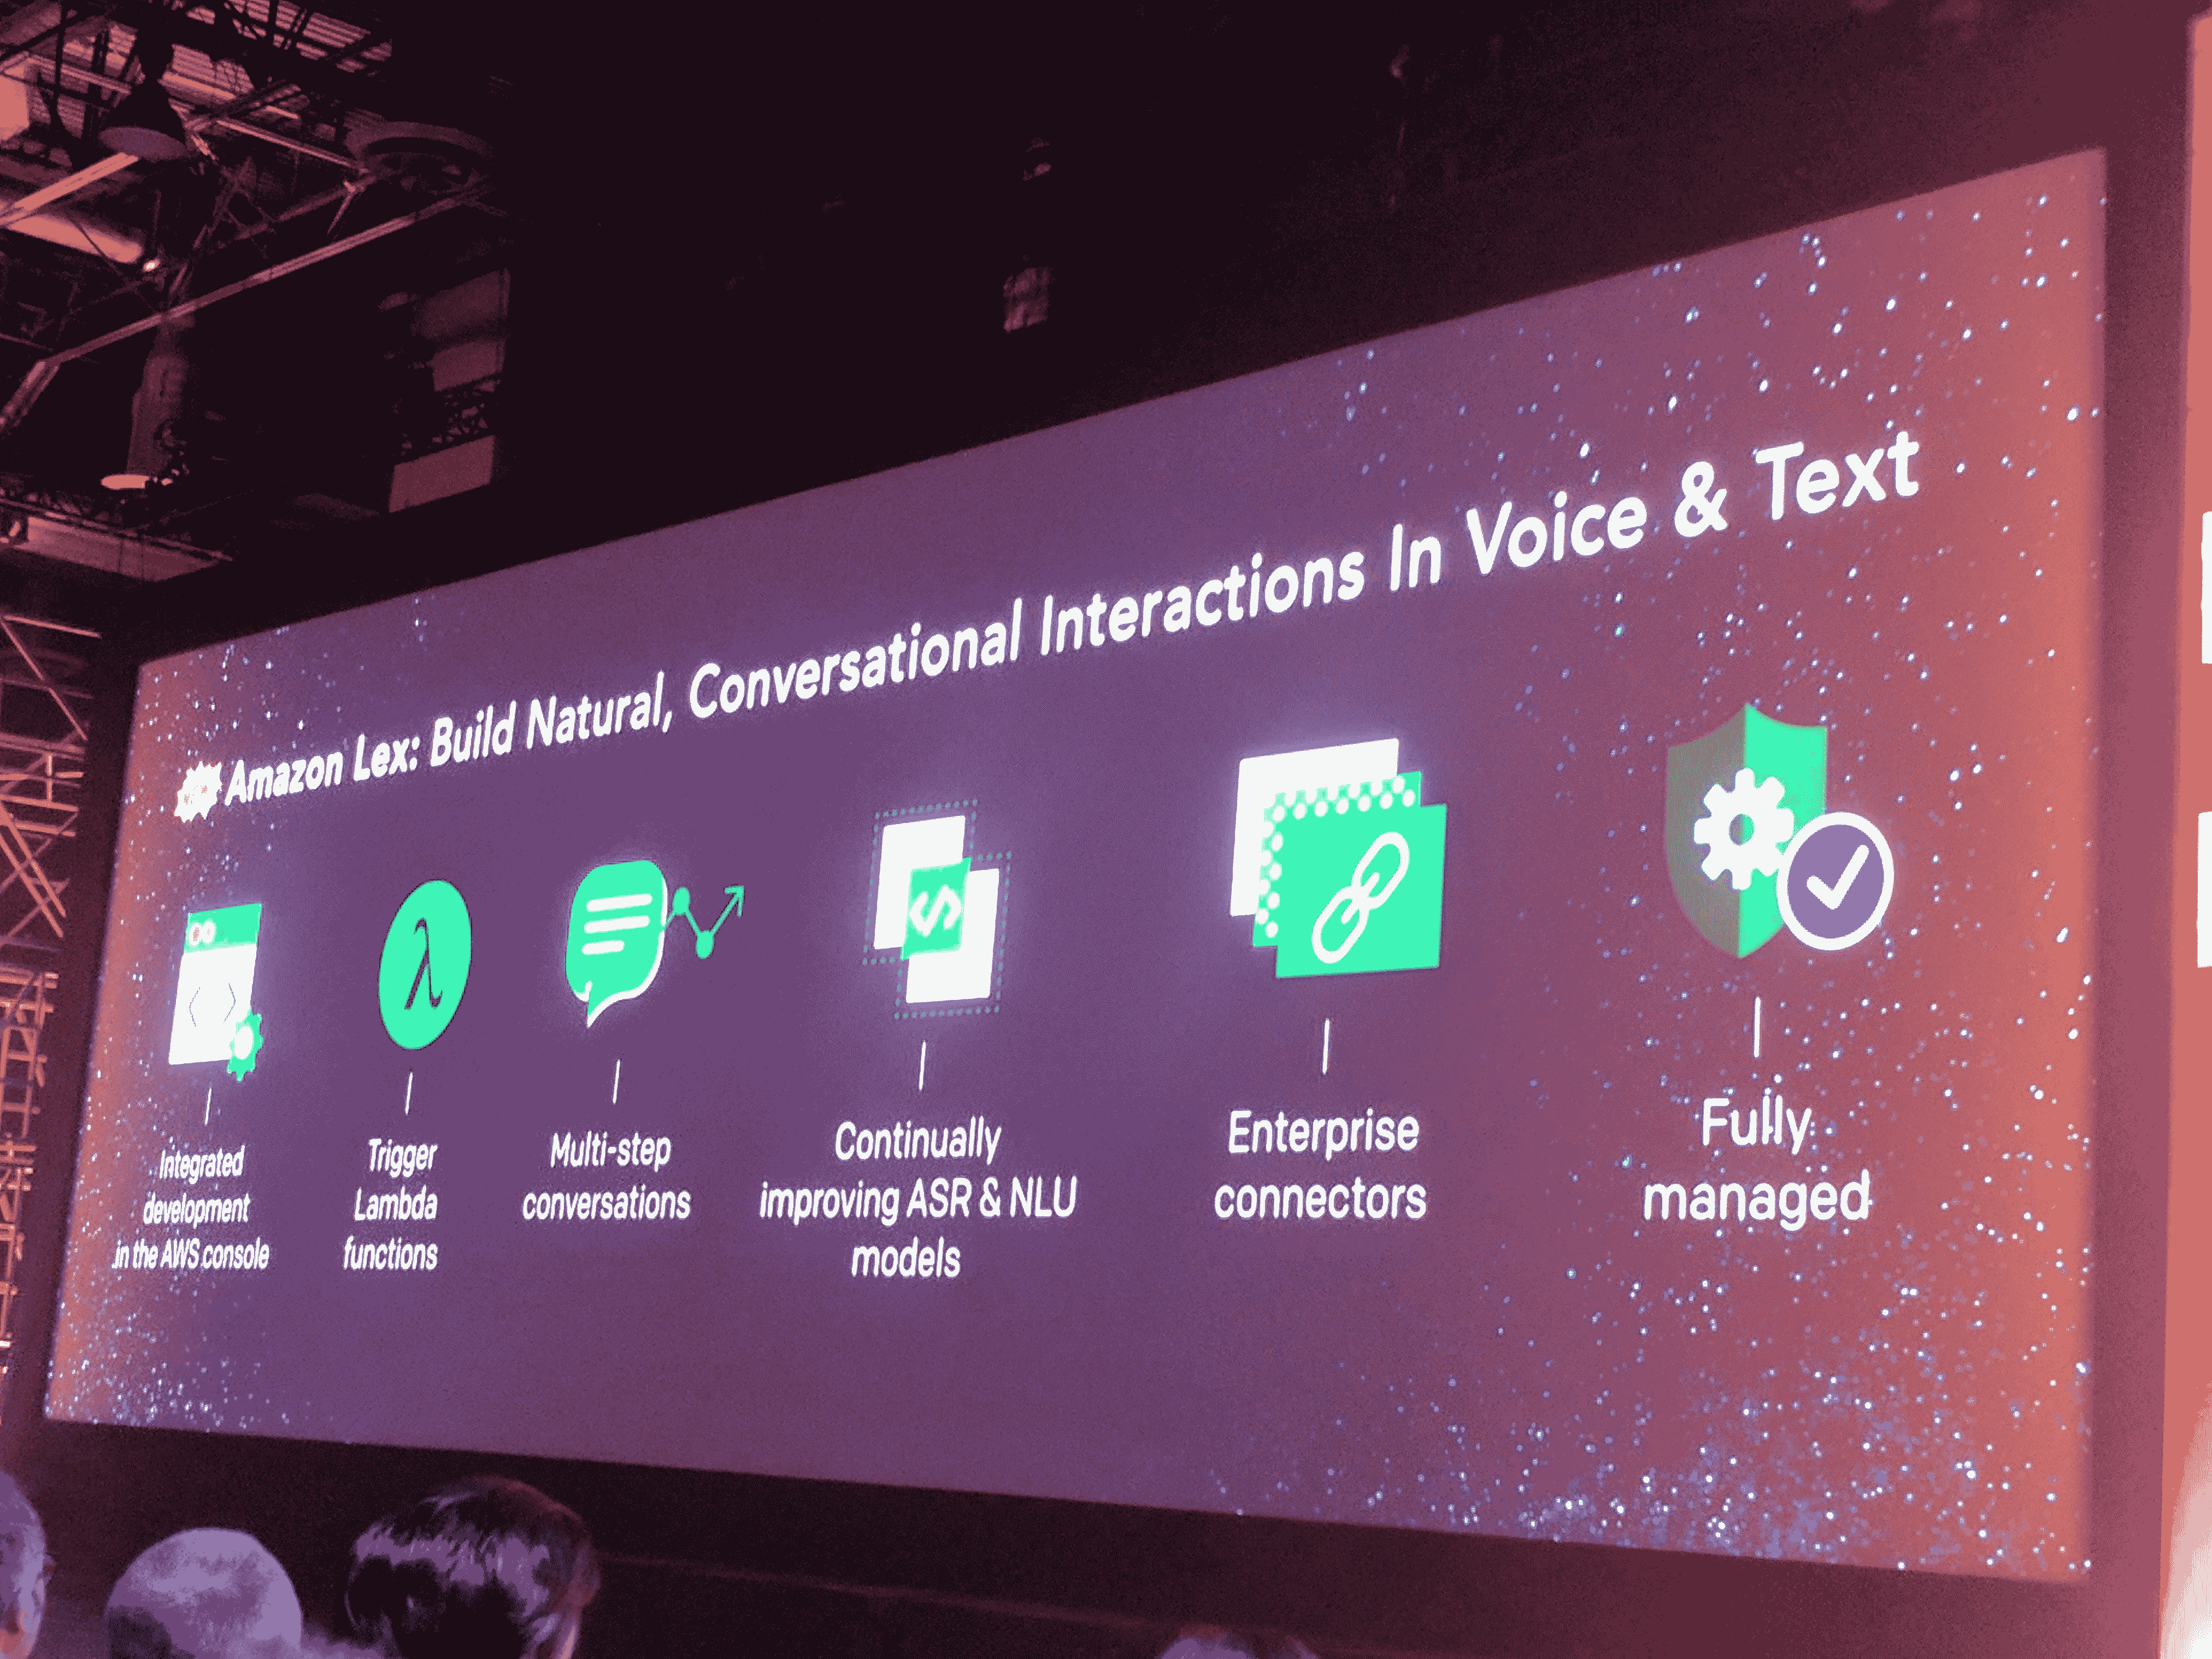 Amazon Lex: Build Natural, Conversational Interactions In Voice & Text
Integrated
development
in the AWS console
Trigger
Lambda
functions
Multi-step
conversations
Continually
improving ASR & NLU
models
Enterprise
connectors
Fully
managed